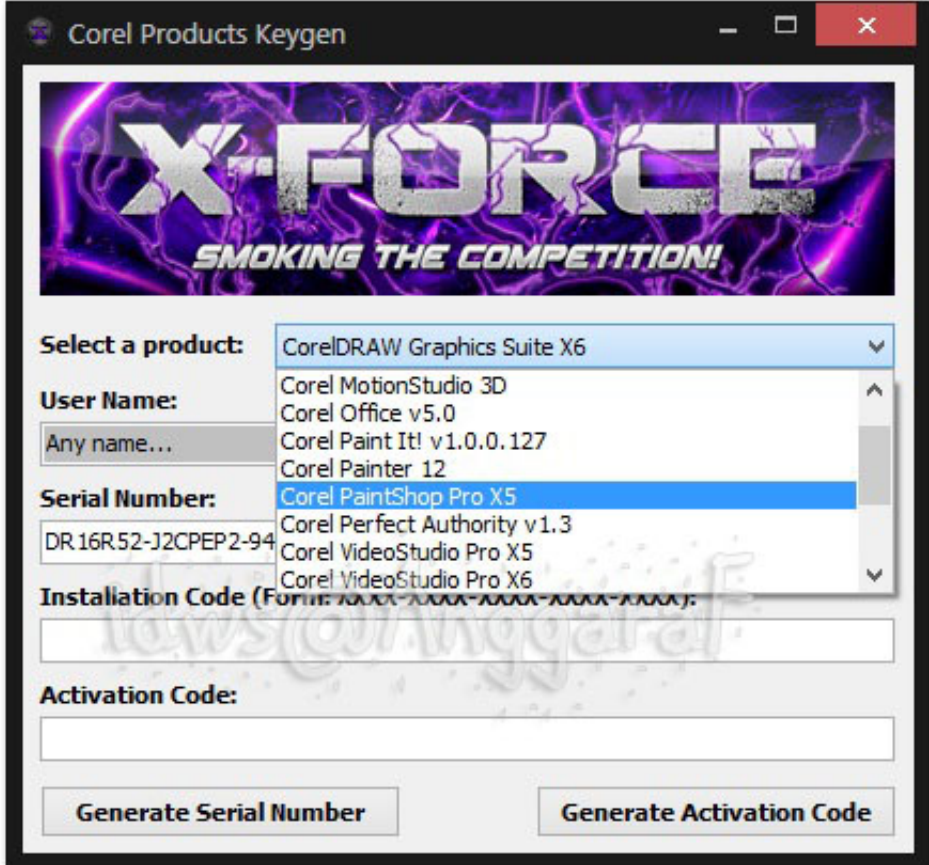 Corel Products Keygen
X-FORCE
SMOKING THE COMPETITION!
Select a product:
CorelDRAW Graphics Suite X6
Corel MotionStudio 3D
User Name:
Corel Office v5.0
Any name...
Corel Paint It! v1.0.0.127
Corel Painter 12
Serial Number:
Corel PaintShop Pro X5
Corel Perfect Authority v1.3
DR16R52-J2CPEP2-94
Corel VideoStudio Pro X5
Corel VideoStudio Pro X6
Installation Code (Form: XXXX-XXXX-XXXX-XXXX-XXXX):
idws@AnggaraF
Activation Code:
Generate Serial Number
Generate Activation Code